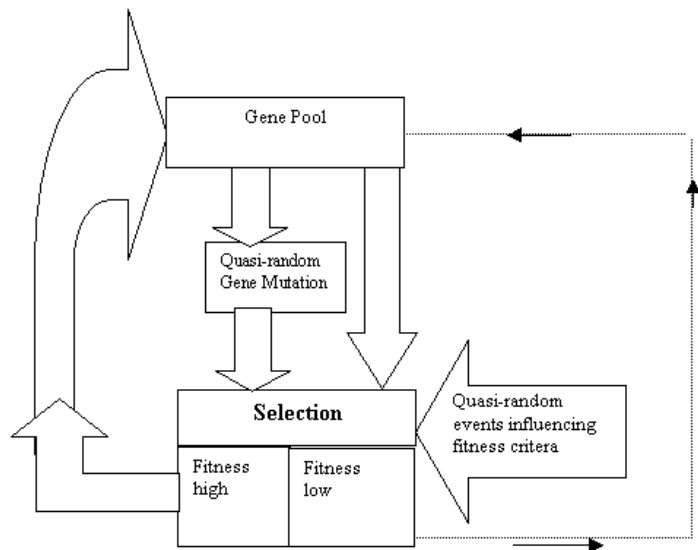 Gene Pool
Quasi-random
Gene Mutation
Selection
Quasi-random
events influencing
fitness critera
Fitness
high
Fitness
low